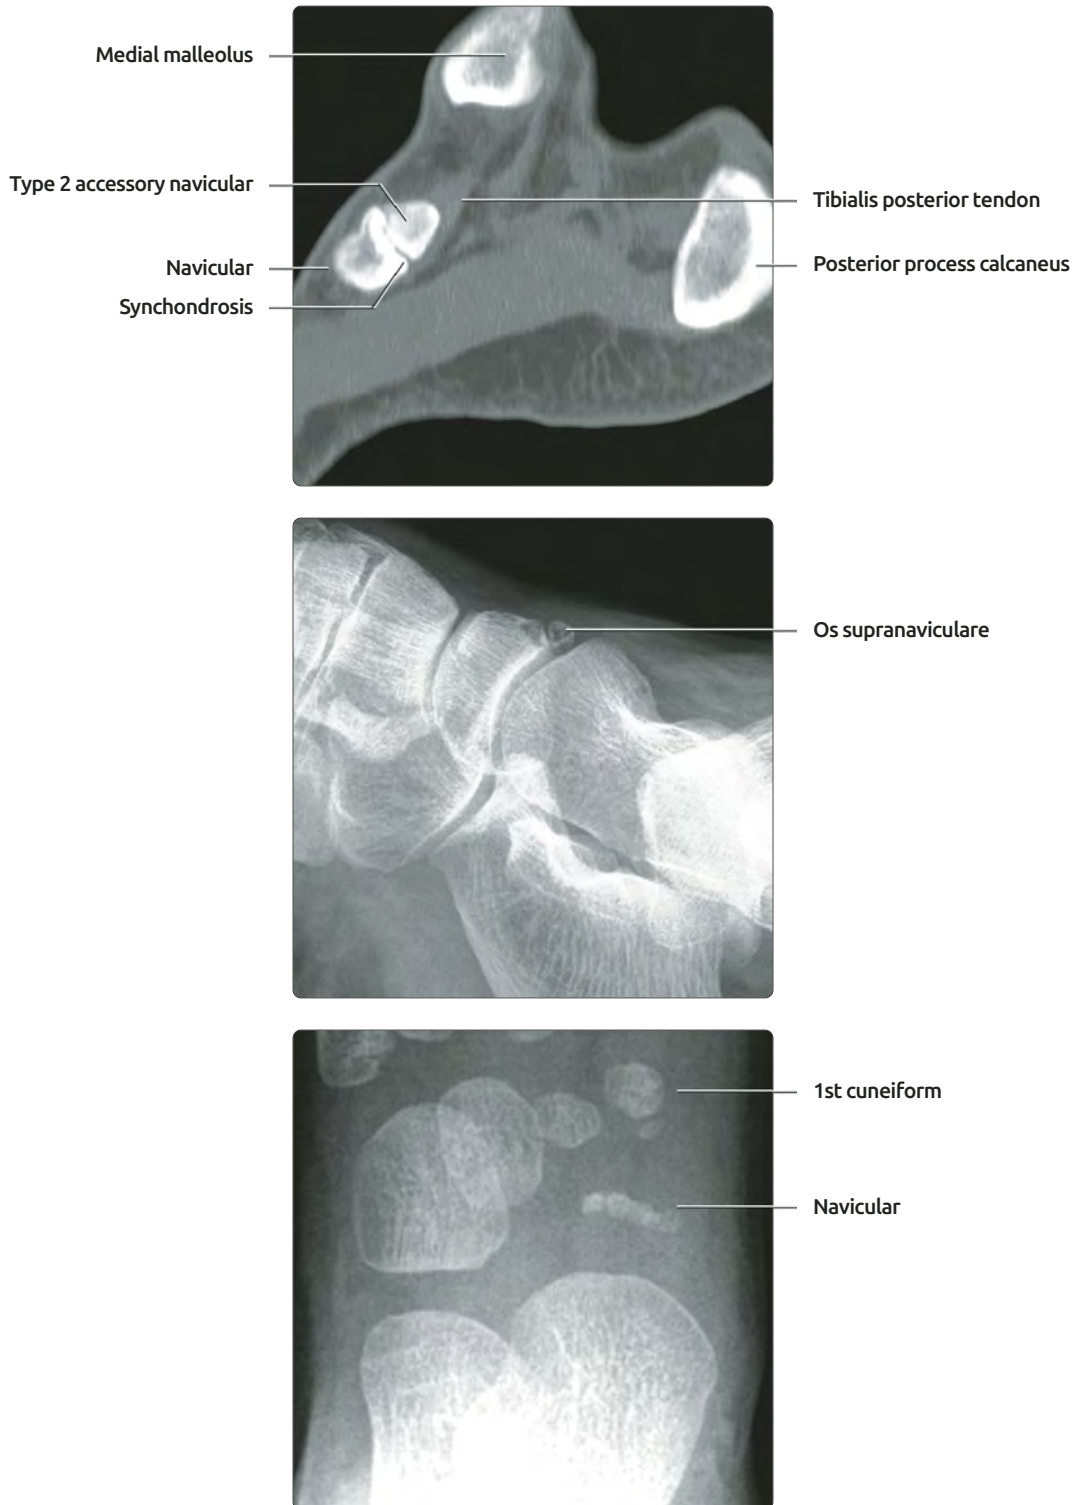 Medial malleolus
Type 2 accessory navicular
Navicular
Synchondrosis
Tibialis posterior tendon
Posterior process calcaneus
Os supranaviculare
1st cuneiform
Navicular